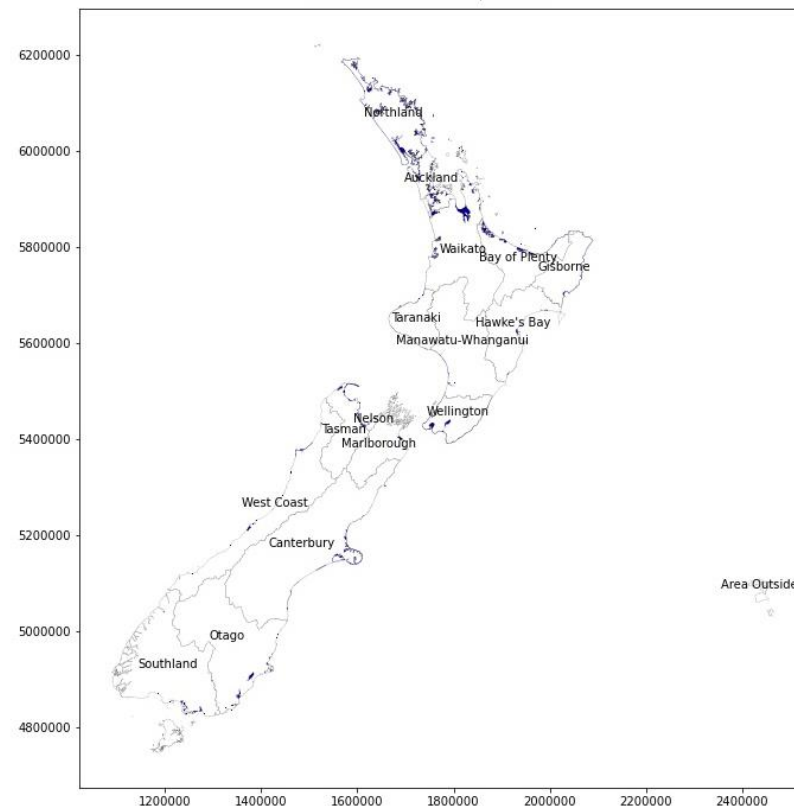 6200000
Northland
6000000
Auckland
5800000
Waikato
Bay of Plenty
Gisborne
Taranaki
Hawke's Bay
5600000
Manawatu-Whanganui
Nelson
Wellington
Tasman
5400000
Marlborough
West Coast
5200000
Canterbury
Area Outside
5000000
Otago
Southland
4800000
1200000 1400000 1600000 1800000 2000000 2200000 2400000